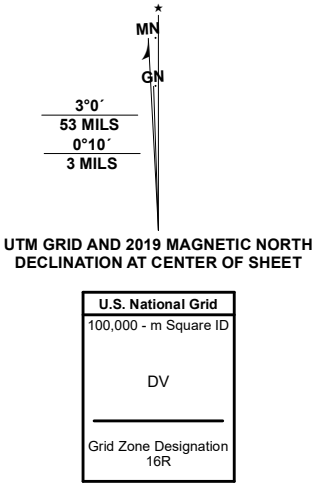 MN
GN
3°0´
53 MILS
0°10´
3 MILS
UTM GRID AND 2019 MAGNETIC NORTH
DECLINATION AT CENTER OF SHEET
U.S. National Grid
100,000 - m Square ID
DV
Grid Zone Designation
16R